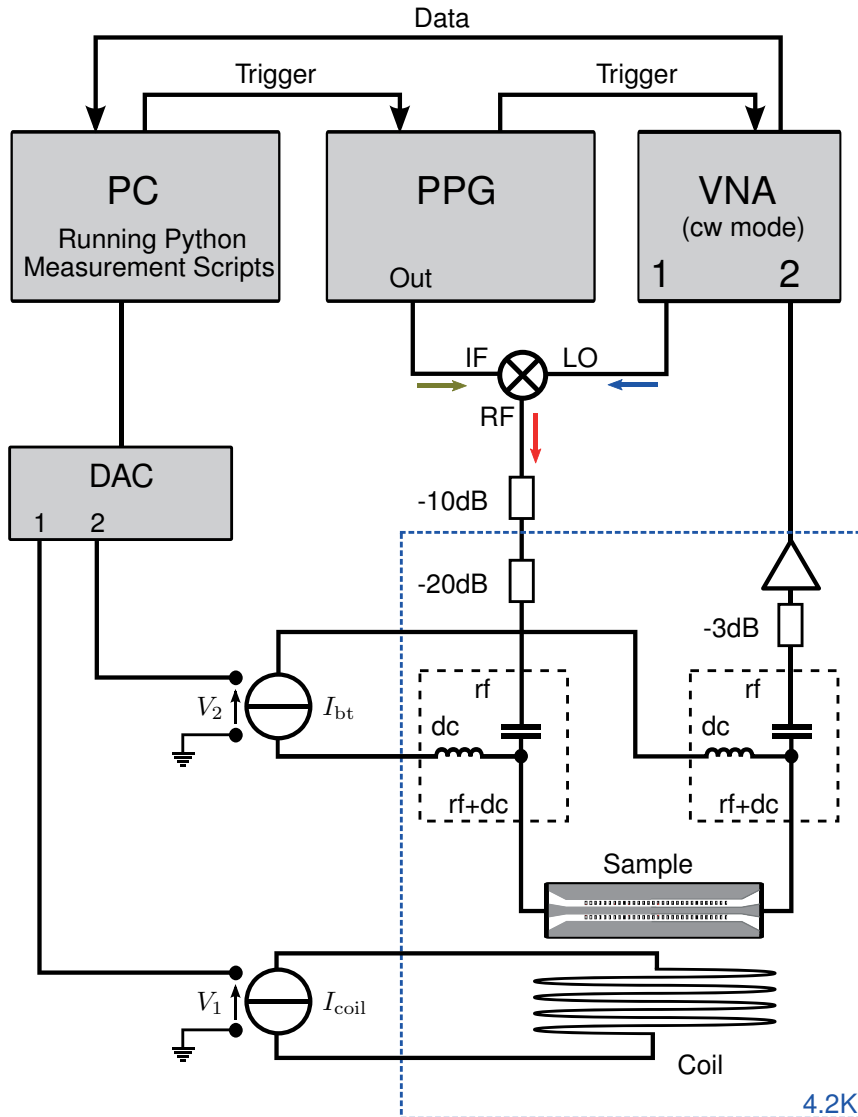 Data
Trigger
Trigger
PC
Running Python
Measurement Scripts
PPG
Out
VNA
(cw mode)
1
2
IF
LO
RF
-10dB
DAC
1
2
-20dB
-3dB
V2
Ibt
rf
dc
rf+dc
rf
dc
rf+dc
Sample
V1
Icoil
Coil
4.2K